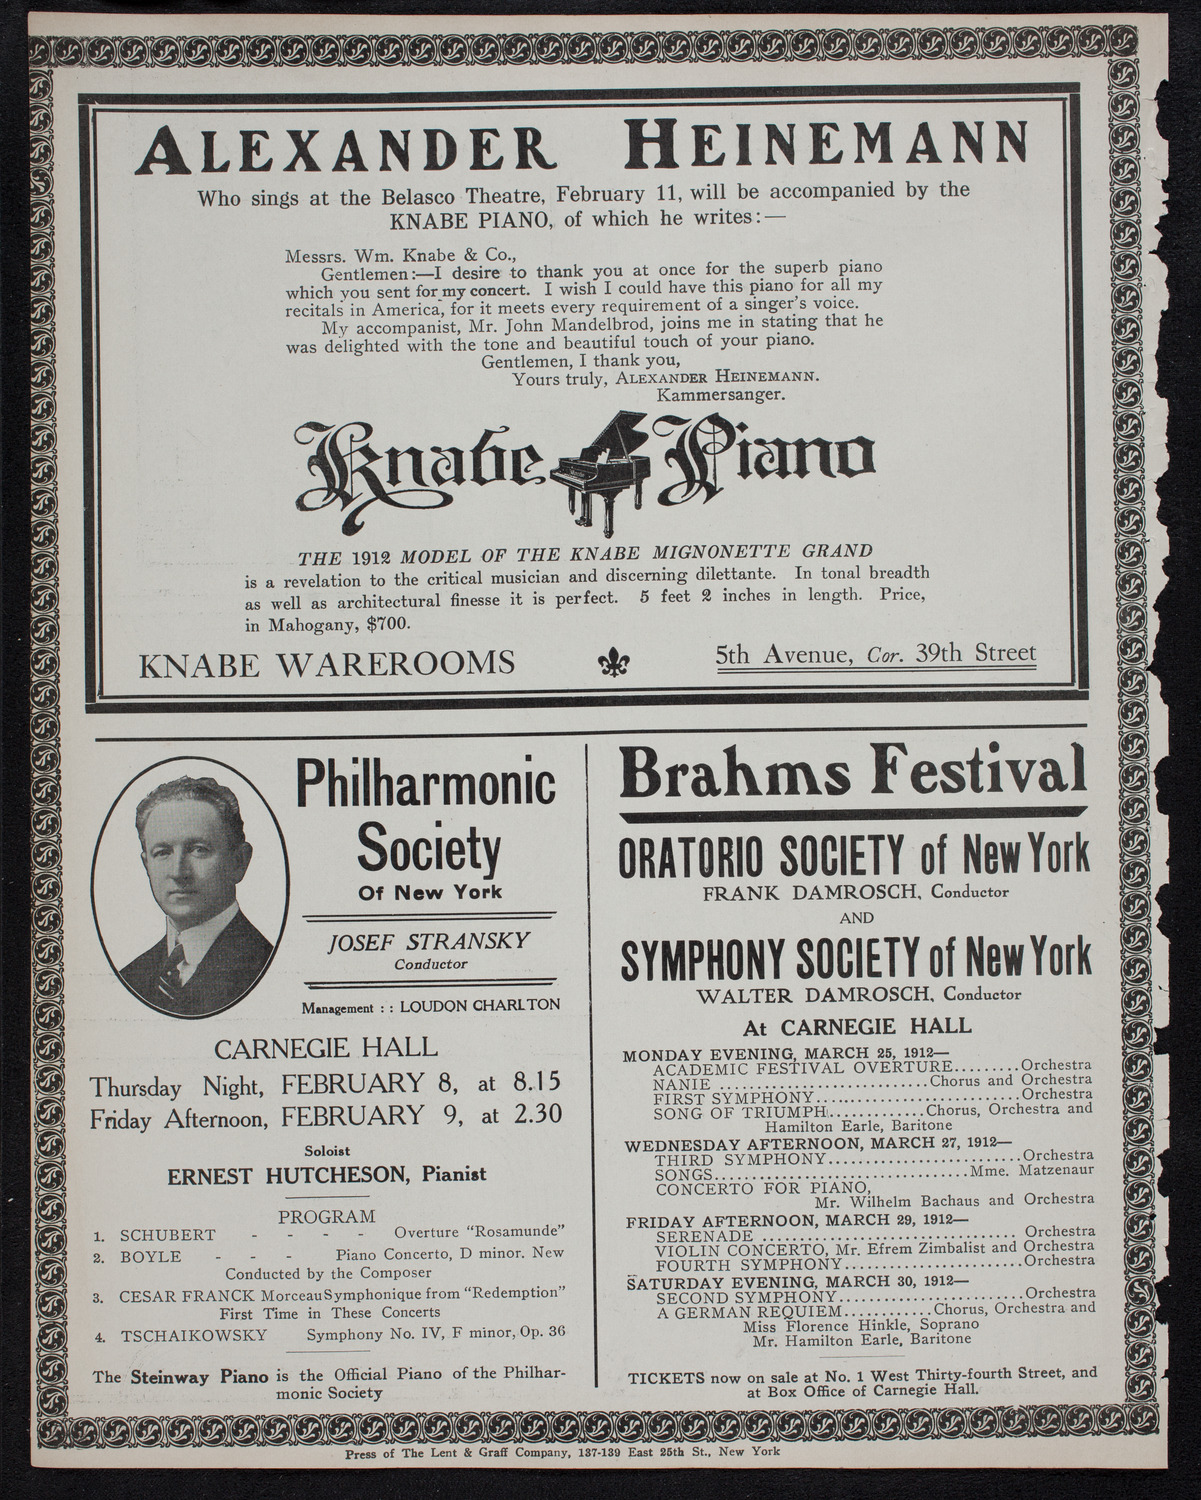 ALEXANDER HEINEMANN
Who sings at the Belasco Theatre, February 11, will be accompanied by the
KNABE PIANO, of which he writes:—
Messrs. Wm. Knabe & Co.,
Gentlemen:—I desire to thank you at once for the superb piano
which you sent for my concert. I wish I could have this piano for all my
recitals in America, for it meets every requirement of a singer's voice.
My accompanist, Mr. John Mandelbrod, joins me in stating that he
was delighted with the tone and beautiful touch of your piano.
Gentlemen, I thank you,
Yours truly, ALEXANDER HEINEMANN.
Kammersanger.
Knabe Piano
THE 1912 MODEL OF THE KNABE MIGNONETTE GRAND
is a revelation to the critical musician and discerning dilettante. In tonal breadth
as well as architectural finesse it is perfect. 5 feet 2 inches in length. Price,
in Mahogany, $700.
KNABE WAREROOMS 5th Avenue, Cor. 39th Street
Philharmonic
Society
Of New York
JOSEF STRANSKY
Conductor
Management : : LOUDON CHARLTON
CARNEGIE HALL
Thursday Night, FEBRUARY 8, at 8.15
Friday Afternoon, FEBRUARY 9, at 2.30
Soloist
ERNEST HUTCHESON, Pianist
PROGRAM
1. SCHUBERT - - - - Overture "Rosamunde"
2. BOYLE - - - Piano Concerto, D minor. New
Conducted by the Composer
3. CESAR FRANCK Morceau Symphonique from "Redemption"
First Time in These Concerts
4. TSCHAIKOWSKY Symphony No. IV, F minor, Op. 36
The Steinway Piano is the Official Piano of the Philhar-
monic Society
Brahms Festival
ORATORIO SOCIETY of New York
FRANK DAMROSCH, Conductor
AND
SYMPHONY SOCIETY of New York
WALTER DAMROSCH, Conductor
At CARNEGIE HALL
MONDAY EVENING, MARCH 25, 1912—
ACADEMIC FESTIVAL OVERTURE........Orchestra
NANIE ..........................Chorus and Orchestra
FIRST SYMPHONY..........................Orchestra
SONG OF TRIUMPH.............Chorus, Orchestra and
Hamilton Earle, Baritone
WEDNESDAY AFTERNOON, MARCH 27, 1912—
THIRD SYMPHONY........................Orchestra
SONGS................................Mme. Matzenaur
CONCERTO FOR PIANO,
Mr. Wilhelm Bachaus and Orchestra
FRIDAY AFTERNOON, MARCH 29, 1912—
SERENADE ................................ Orchestra
VIOLIN CONCERTO, Mr. Efrem Zimbalist and Orchestra
FOURTH SYMPHONY........................Orchestra
SATURDAY EVENING, MARCH 30, 1912—
SECOND SYMPHONY........................Orchestra
A GERMAN REQUIEM............Chorus, Orchestra and
Miss Florence Hinkle, Soprano
Mr. Hamilton Earle, Baritone
TICKETS now on sale at No. 1 West Thirty-fourth Street, and
at Box Office of Carnegie Hall.
Press of The Lent & Graff Company, 137-139 East 25th St., New York